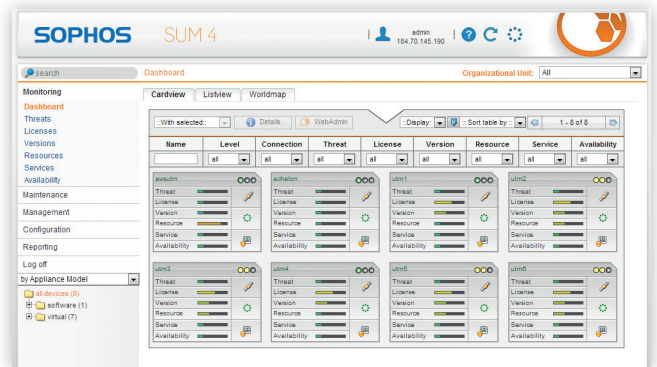 SOPHOS
SUM 4
admin
184.70.145.190
search
Dashboard
Organizational Unit: All
Monitoring
Dashboard
Threats
Licenses
Versions
Resources
Services
Availability
Maintenance
Management
Configuration
Reporting
Log off
by Appliance Model
all devices (8)
software (1)
virtual (7)
Cardview Listview Worldmap
::With selected:: Details WebAdmin ::Display: :: Sort table by :: 1 - 8 of 8
Name Level Connection Threat License Version Resource Service Availability
all all all all all all all all
awsutm
Threat
License
Version
Resource
Service
Availability
echelon
Threat
License
Version
Resource
Service
Availability
utm1
Threat
License
Version
Resource
Service
Availability
utm2
Threat
License
Version
Resource
Service
Availability
utm3
Threat
License
Version
Resource
Service
Availability
utm4
Threat
License
Version
Resource
Service
Availability
utm5
Threat
License
Version
Resource
Service
Availability
utm6
Threat
License
Version
Resource
Service
Availability